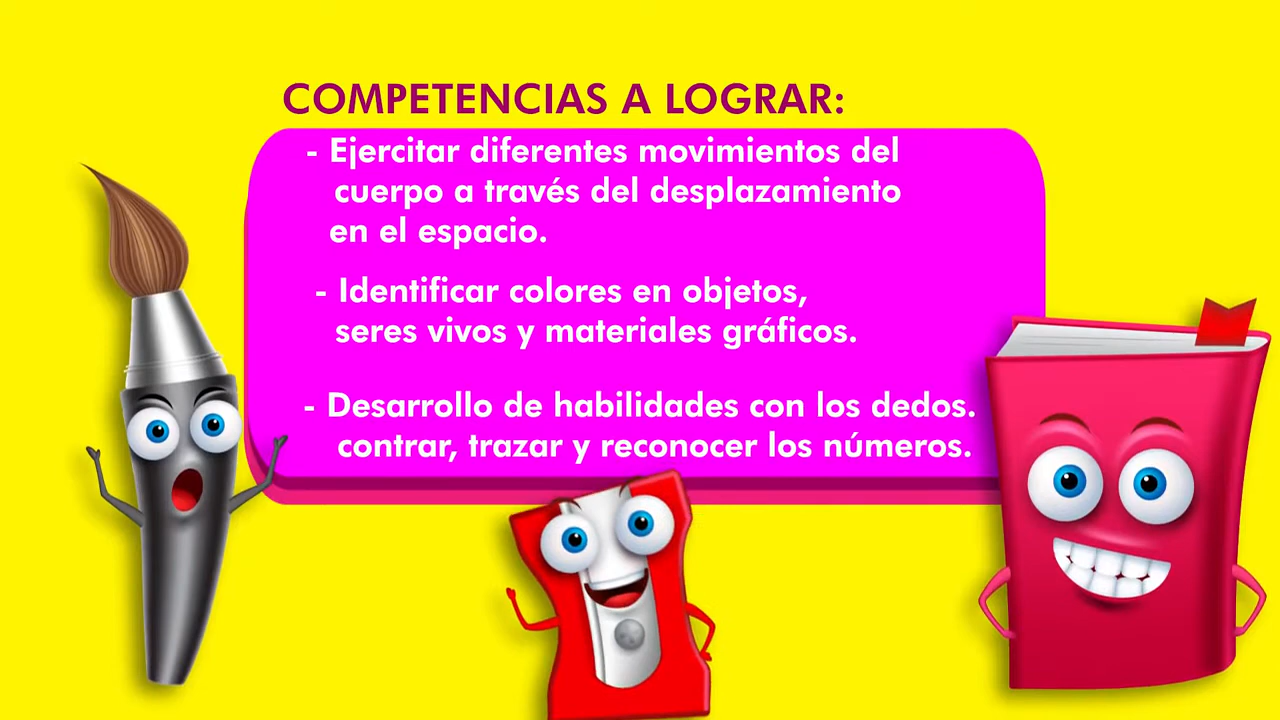 COMPETENCIAS A LOGRAR:
- Ejercitar diferentes movimientos del
cuerpo a través del desplazamiento
en el espacio.
- Identificar colores en objetos,
seres vivos y materiales gráficos.
- Desarrollo de habilidades con los dedos.
contrar, trazar y reconocer los números.